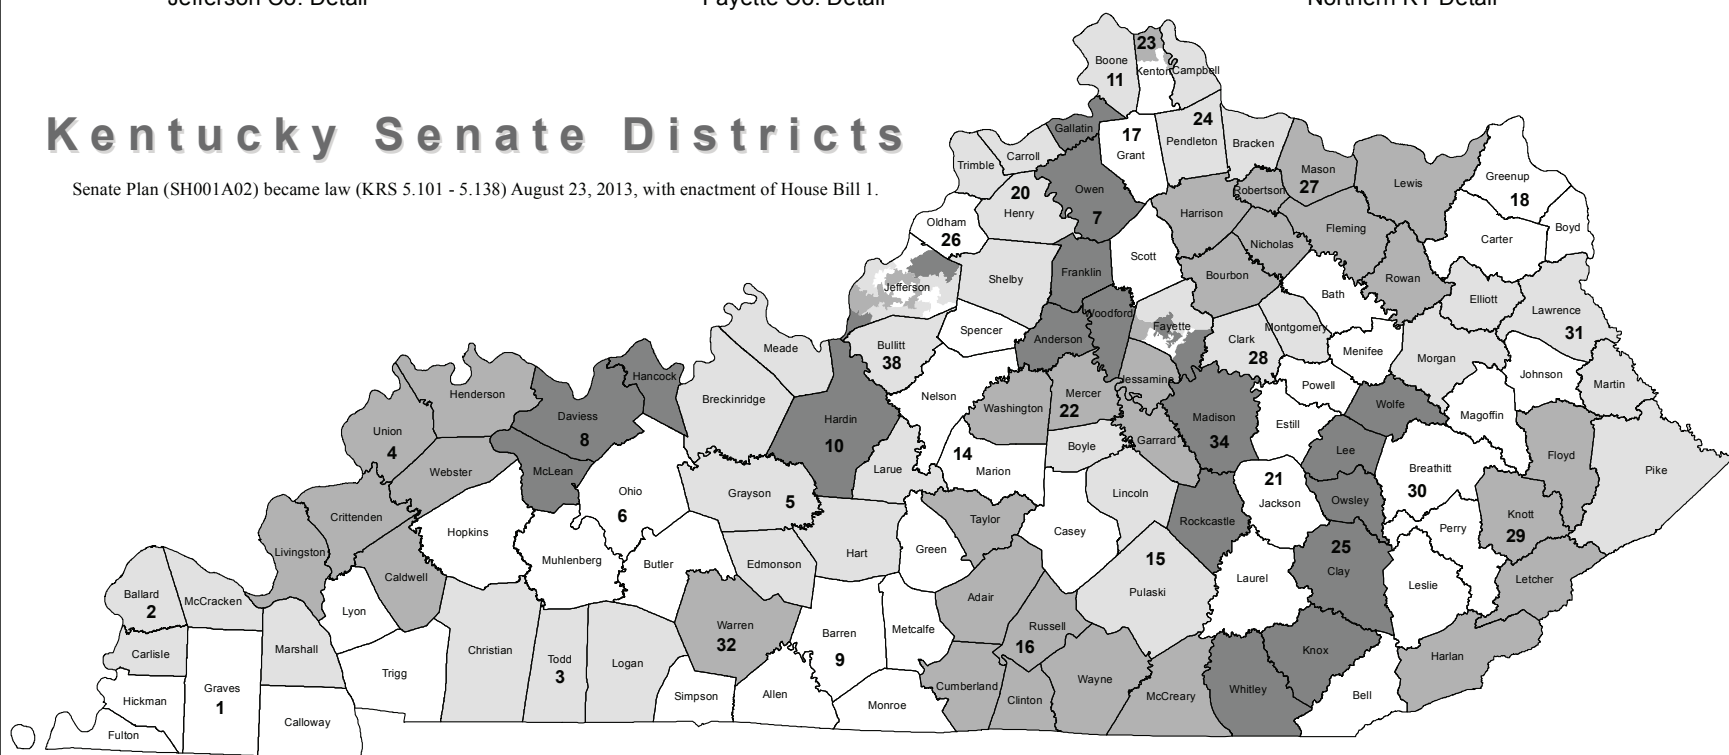 Jefferson Co. Detail
Fayette Co. Detail
Northern KY Detail
Kentucky Senate Districts
Senate Plan (SH001A02) became law (KRS 5.101 - 5.138) August 23, 2013, with enactment of House Bill 1.
23
Boone
11
Kenton
Campbell
24
17
Grant
Pendleton
Bracken
Gallatin
Carroll
Trimble
20
Henry
Owen
7
Mason
27
Robertson
Lewis
Greenup
18
Carter
Boyd
Oldham
26
Harrison
Fleming
Nicholas
Scott
Jefferson
Shelby
Franklin
Bourbon
Bath
Rowan
Elliott
Lawrence
31
Woodford
Fayette
Spencer
Anderson
Clark
28
Montgomery
Menifee
Morgan
Johnson
Martin
Bullitt
38
Meade
Hancock
Breckinridge
Henderson
Daviess
8
Hardin
10
Nelson
Washington
Mercer
22
Jessamine
Madison
34
Powell
Estill
Wolfe
Magoffin
Union
4
Webster
McLean
Ohio
6
Grayson
5
Larue
14
Marion
Boyle
Garrard
Lee
Breathitt
30
Floyd
Pike
Lincoln
Rockcastle
21
Jackson
Owsley
Perry
Knott
29
Crittenden
Livingston
Hopkins
Muhlenberg
Butler
Edmonson
Hart
Green
Taylor
Casey
15
Pulaski
Laurel
25
Clay
Leslie
Letcher
Ballard
2
McCracken
Caldwell
Lyon
Adair
Russell
16
Carlisle
Marshall
Christian
Todd
3
Logan
Warren
32
Barren
9
Metcalfe
Knox
Harlan
Hickman
Graves
1
Trigg
Simpson
Allen
Monroe
Cumberland
Clinton
Wayne
McCreary
Whitley
Bell
Fulton
Calloway